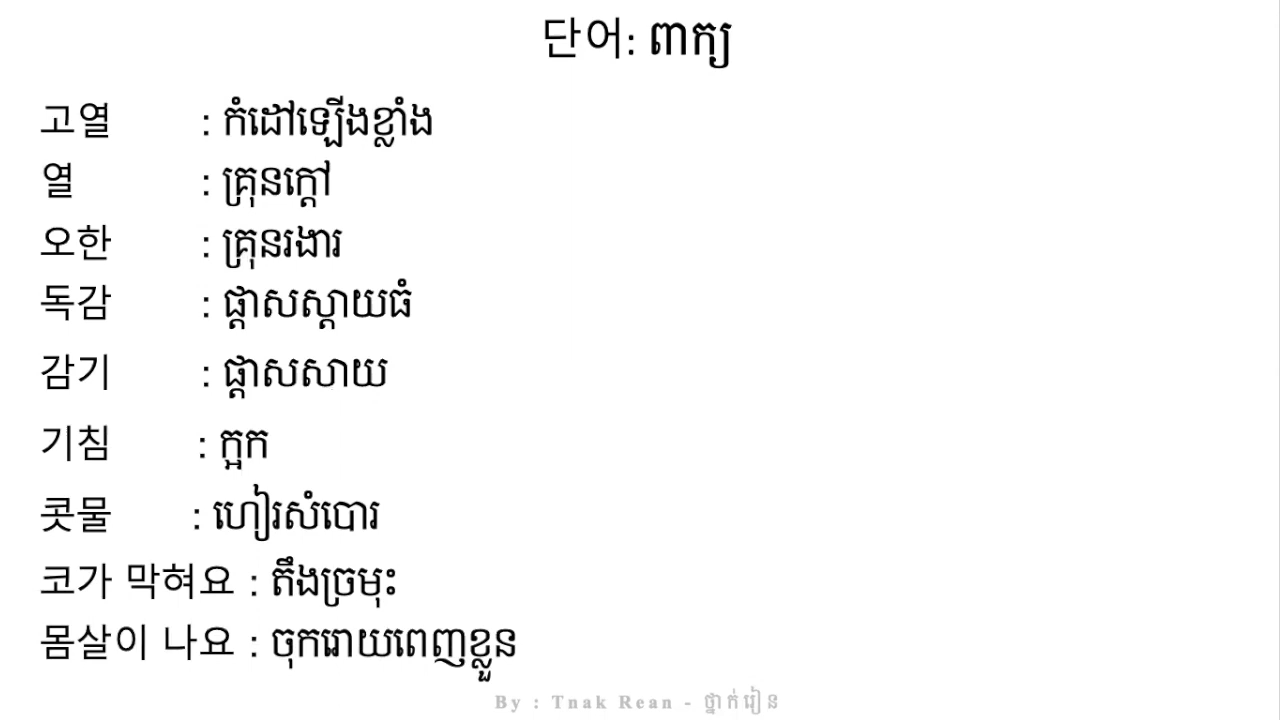 단어: ពាក្យ
고열 : កំដៅឡើងខ្លាំង
열 : គ្រុនក្ដៅ
오한 : គ្រុនរងារ
독감 : ផ្ដាសស្ដាយធំ
감기 : ផ្ដាសសាយ
기침 : ក្អក
콧물 : ហៀរសំបោរ
코가 막혀요 : តឹងច្រមុះ
몸살이 나요 : ចុករោយពេញខ្លួន
By : Tnak Rean - ថ្នាក់រៀន